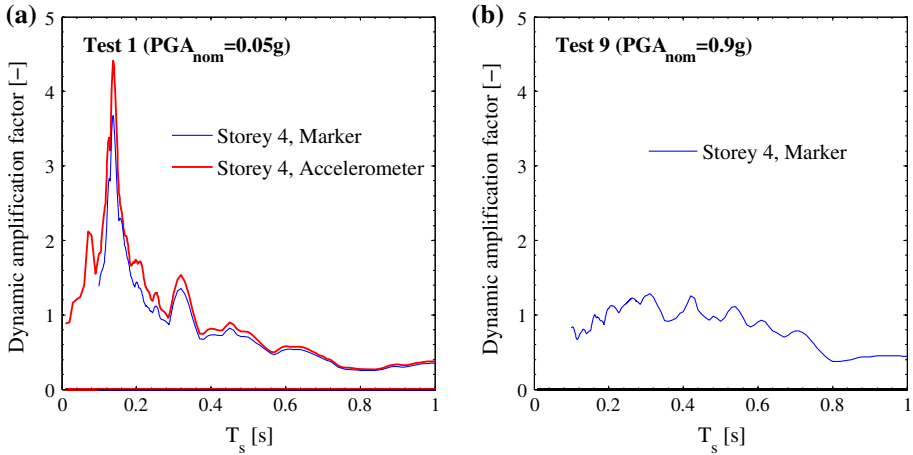 (a)
Test 1 (PGA_nom=0.05g)
Storey 4, Marker
Storey 4, Accelerometer
Dynamic amplification factor [−]
5
4
3
2
1
0
0 0.2 0.4 0.6 0.8 1
T_s [s]
(b)
Test 9 (PGA_nom=0.9g)
Storey 4, Marker
Dynamic amplification factor [−]
5
4
3
2
1
0
0 0.2 0.4 0.6 0.8 1
T_s [s]